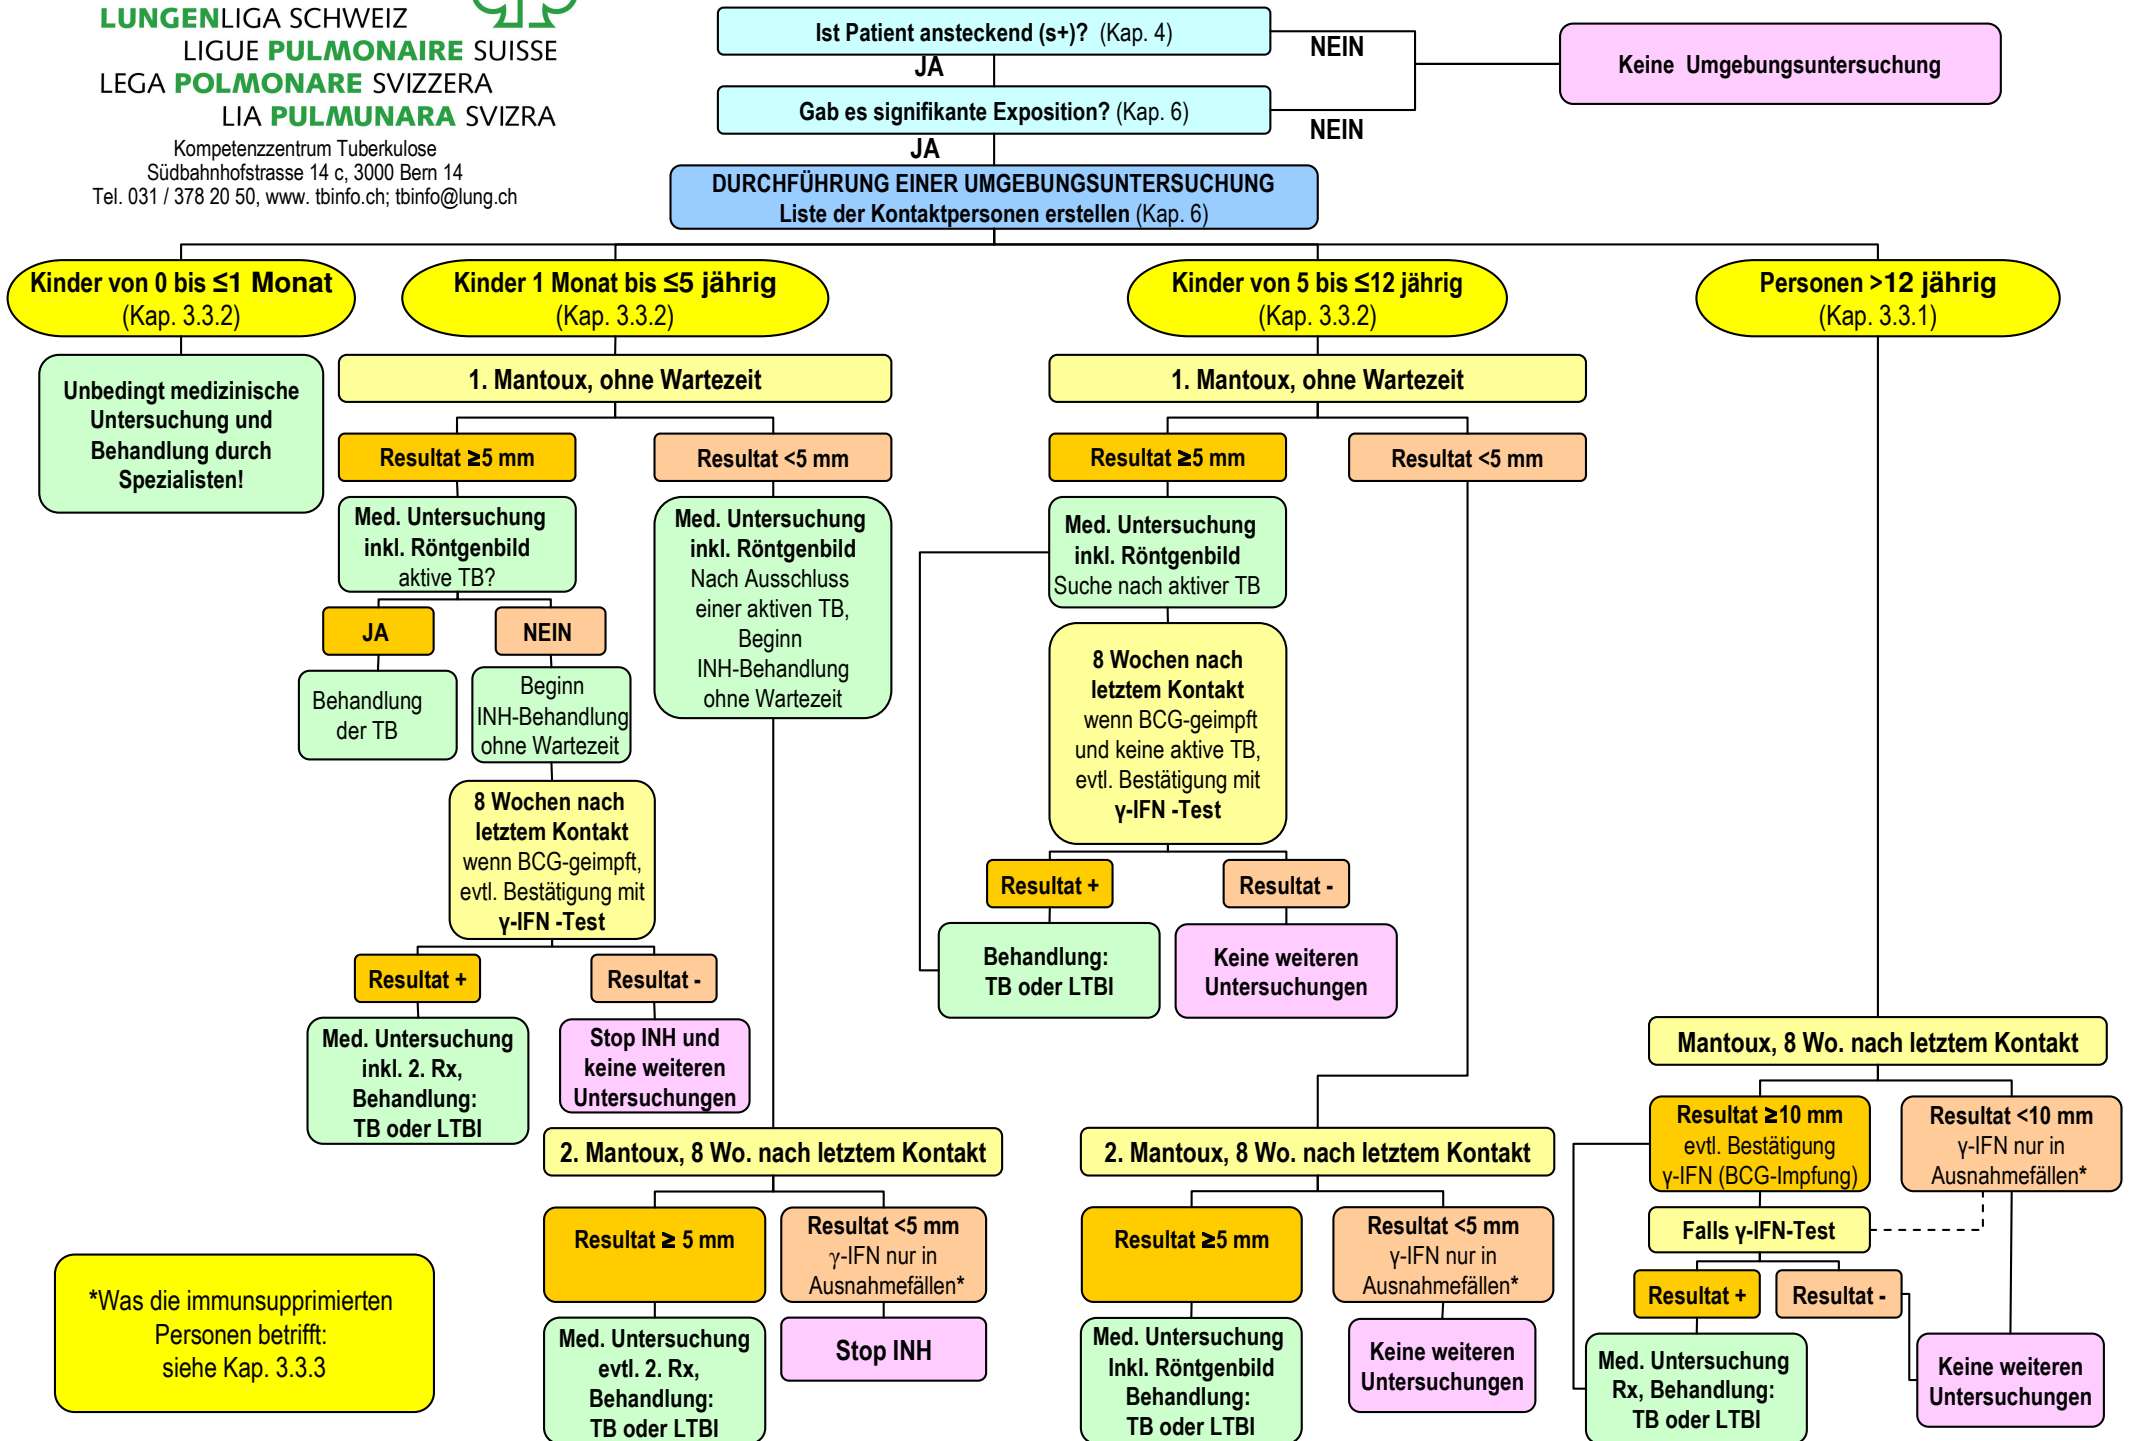 LUNGENLIGA SCHWEIZ
LIGUE PULMONAIRE SUISSE
LEGA POLMONARE SVIZZERA
LIA PULMUNARA SVIZRA
Kompetenzzentrum Tuberkulose
Südbahnhofstrasse 14 c, 3000 Bern 14
Tel. 031 / 378 20 50, www. tbinfo.ch; tbinfo@lung.ch
Ist Patient ansteckend (s+)? (Kap. 4)
NEIN
JA
Keine Umgebungsuntersuchung
Gab es signifikante Exposition? (Kap. 6)
NEIN
JA
DURCHFÜHRUNG EINER UMGEBUNGSUNTERSUCHUNG
Liste der Kontaktpersonen erstellen (Kap. 6)
Kinder von 0 bis ≤1 Monat
(Kap. 3.3.2)
Unbedingt medizinische
Untersuchung und
Behandlung durch
Spezialisten!
Kinder 1 Monat bis ≤5 jährig
(Kap. 3.3.2)
1. Mantoux, ohne Wartezeit
Resultat ≥5 mm
Med. Untersuchung
inkl. Röntgenbild
aktive TB?
JA
Behandlung
der TB
NEIN
Beginn
INH-Behandlung
ohne Wartezeit
8 Wochen nach
letztem Kontakt
wenn BCG-geimpft,
evtl. Bestätigung mit
γ-IFN -Test
Resultat +
Med. Untersuchung
inkl. 2. Rx,
Behandlung:
TB oder LTBI
Resultat -
Stop INH und
keine weiteren
Untersuchungen
Resultat <5 mm
Med. Untersuchung
inkl. Röntgenbild
Nach Ausschluss
einer aktiven TB,
Beginn
INH-Behandlung
ohne Wartezeit
2. Mantoux, 8 Wo. nach letztem Kontakt
Resultat ≥ 5 mm
Med. Untersuchung
evtl. 2. Rx,
Behandlung:
TB oder LTBI
Resultat <5 mm
γ-IFN nur in
Ausnahmefällen*
Stop INH
Kinder von 5 bis ≤12 jährig
(Kap. 3.3.2)
1. Mantoux, ohne Wartezeit
Resultat ≥5 mm
Med. Untersuchung
inkl. Röntgenbild
Suche nach aktiver TB
8 Wochen nach
letztem Kontakt
wenn BCG-geimpft
und keine aktive TB,
evtl. Bestätigung mit
γ-IFN -Test
Resultat +
Behandlung:
TB oder LTBI
Resultat -
Keine weiteren
Untersuchungen
Resultat <5 mm
2. Mantoux, 8 Wo. nach letztem Kontakt
Resultat ≥5 mm
Med. Untersuchung
Inkl. Röntgenbild
Behandlung:
TB oder LTBI
Resultat <5 mm
γ-IFN nur in
Ausnahmefällen*
Keine weiteren
Untersuchungen
Personen >12 jährig
(Kap. 3.3.1)
Mantoux, 8 Wo. nach letztem Kontakt
Resultat ≥10 mm
evtl. Bestätigung
γ-IFN (BCG-Impfung)
Resultat <10 mm
γ-IFN nur in
Ausnahmefällen*
Falls γ-IFN-Test
Resultat +
Resultat -
Med. Untersuchung
Rx, Behandlung:
TB oder LTBI
Keine weiteren
Untersuchungen
*Was die immunsupprimierten
Personen betrifft:
siehe Kap. 3.3.3